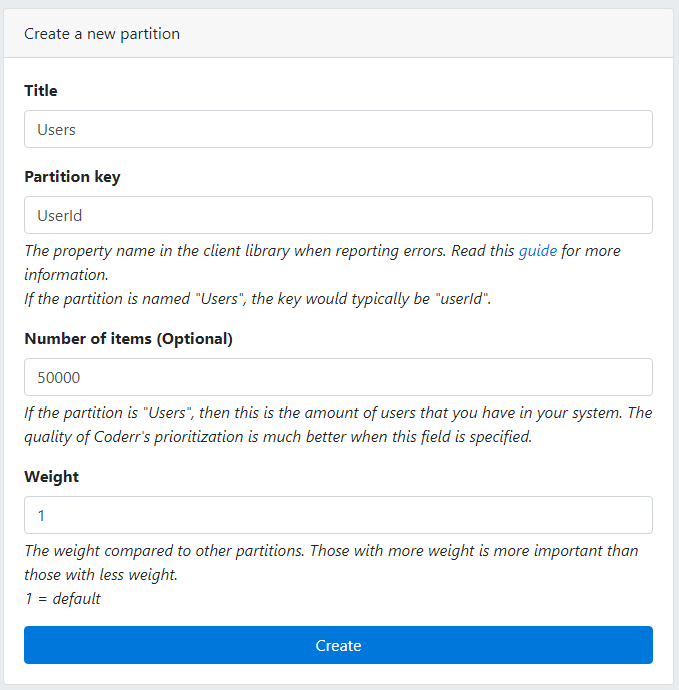 Create a new partition
Title
Users
Partition key
UserId
The property name in the client library when reporting errors. Read this guide for more
information.
If the partition is named "Users", the key would typically be "userId".
Number of items (Optional)
50000
If the partition is "Users", then this is the amount of users that you have in your system. The
quality of Coderr's prioritization is much better when this field is specified.
Weight
1
The weight compared to other partitions. Those with more weight is more important than
those with less weight.
1 = default
Create